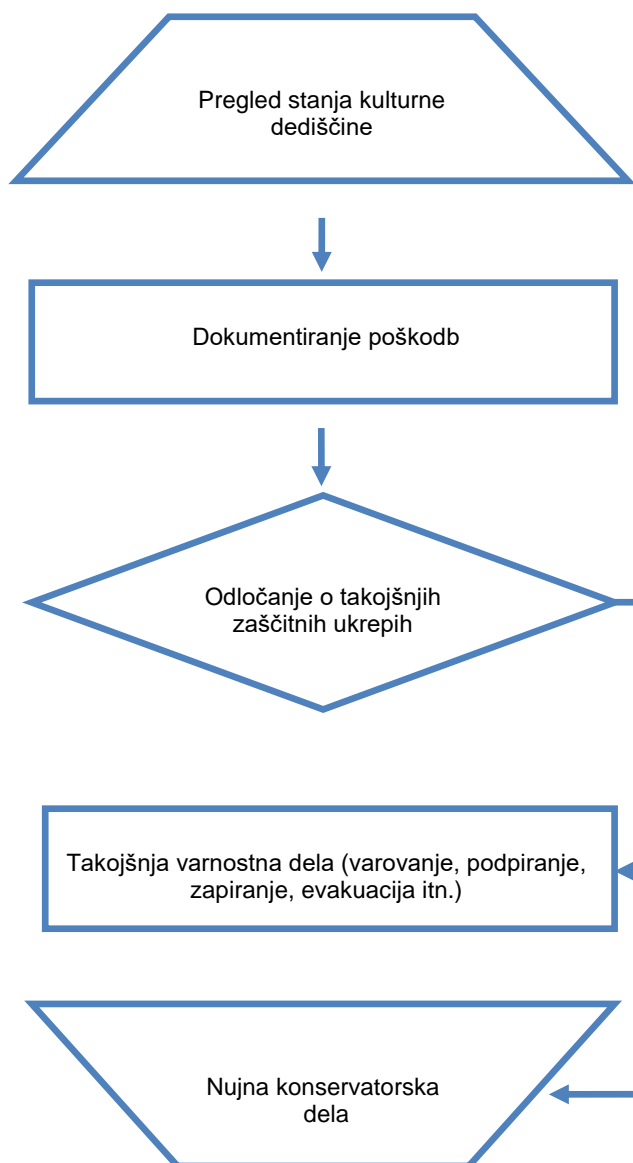 Pregled stanja kulturne
dediščine
Dokumentiranje poškodb
Odločanje o takojšnjih
zaščitnih ukrepih
Takojšnja varnostna dela (varovanje, podpiranje,
zapiranje, evakuacija itn.)
Nujna konservatorska
dela